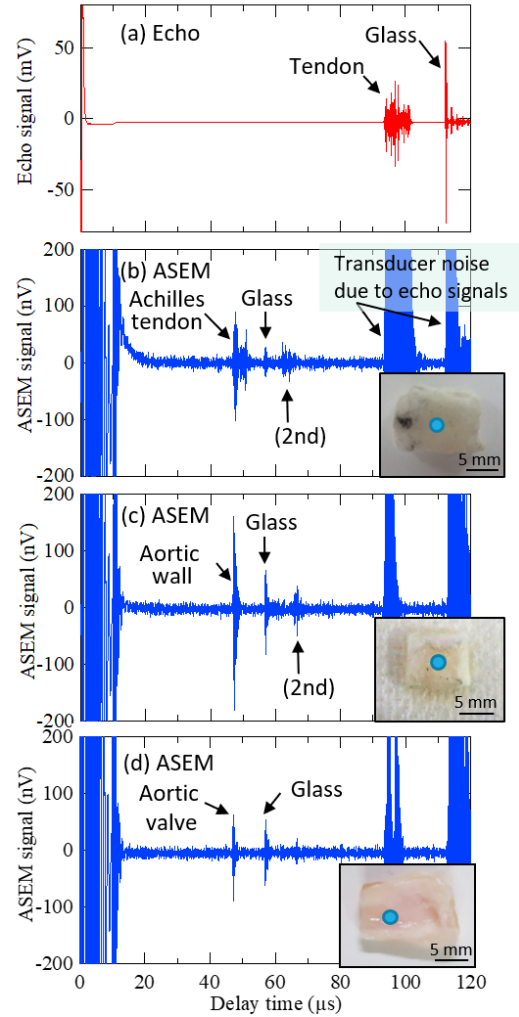 (a) Echo
Glass
Tendon
Echo signal (mV)
50
0
-50
(b) ASEM
Achilles
tendon
Glass
Transducer noise
due to echo signals
(2nd)
ASEM signal (nV)
200
100
0
-100
-200
5 mm
(c) ASEM
Aortic
wall
Glass
(2nd)
ASEM signal (nV)
200
100
0
-100
-200
5 mm
(d) ASEM
Aortic
valve
Glass
ASEM signal (nV)
200
100
0
-100
-200
5 mm
0
20
40
60
80
100
120
Delay time (μs)